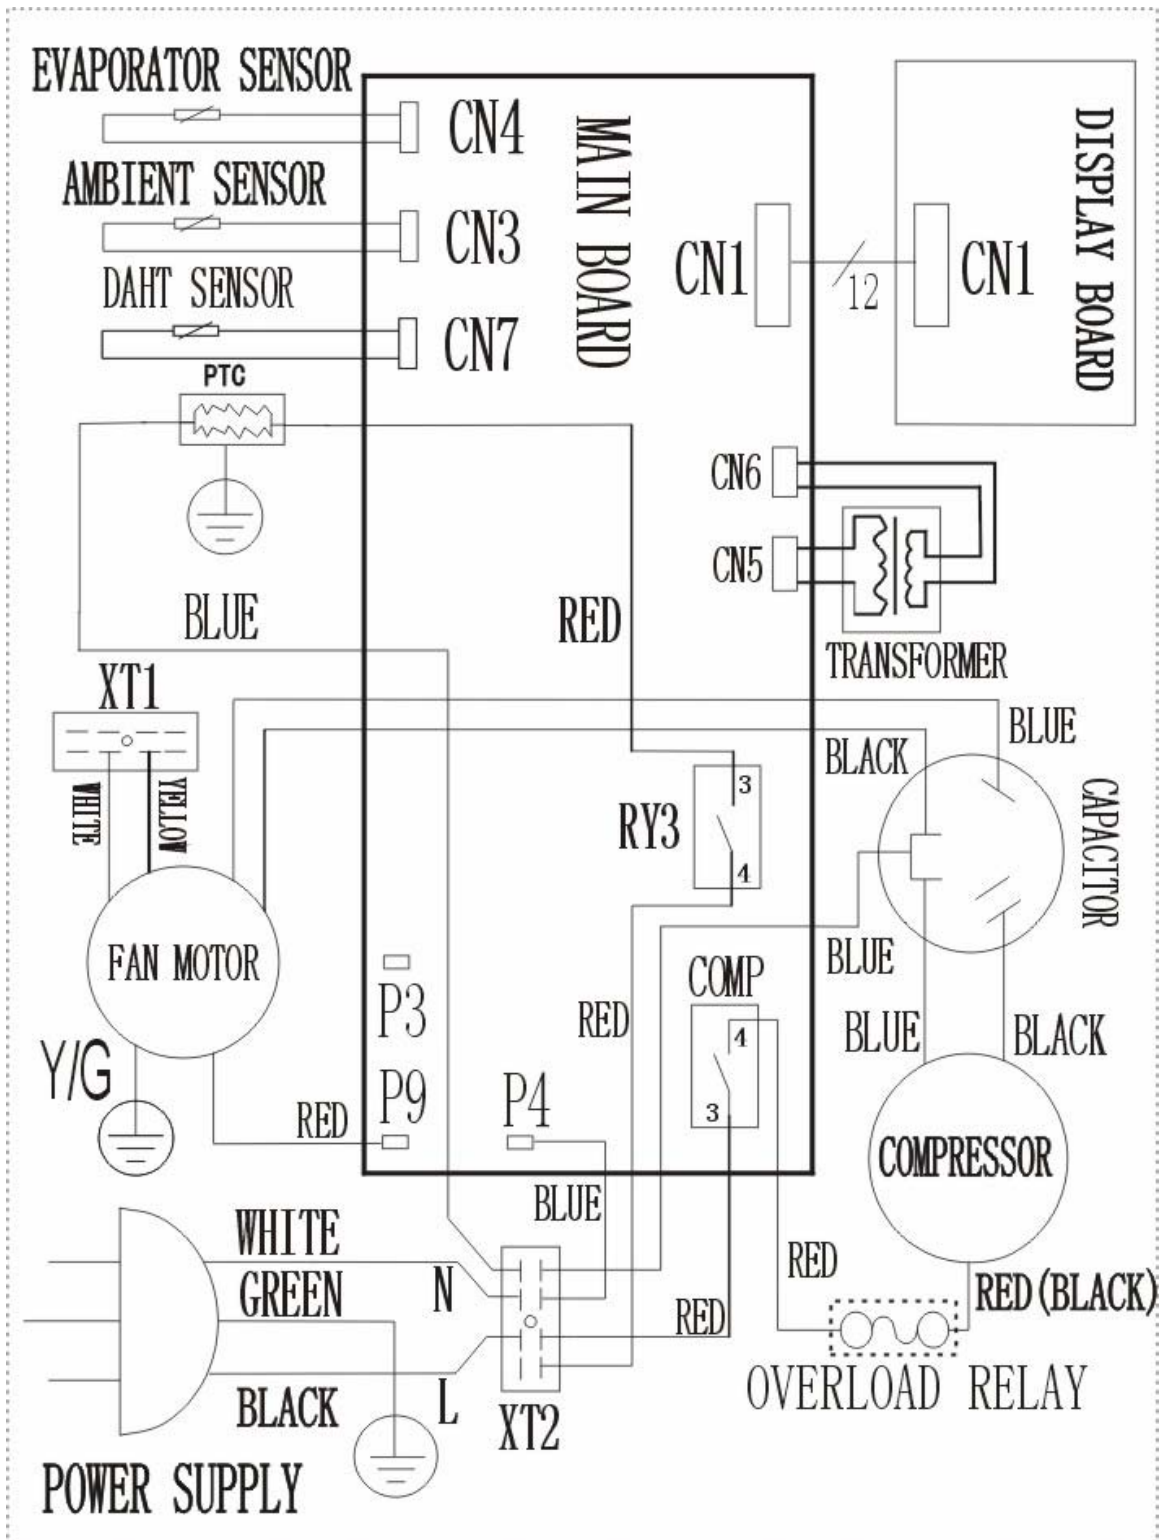 EVAPORATOR SENSOR
CN4
AMBIENT SENSOR
CN3
DAHT SENSOR
CN7
MAIN BOARD
CN1
12
CN1
DISPLAY BOARD
PTC
CN6
CN5
TRANSFORMER
BLUE
RED
XT1
WHITE
YELLOW
BLACK
BLUE
CAPACITOR
RY3
3
4
FAN MOTOR
P3
BLUE
COMP
4
3
RED
BLUE
BLACK
Y/G
P9
P4
RED
COMPRESSOR
BLUE
WHITE
N
GREEN
RED
RED
RED(BLACK)
OVERLOAD RELAY
BLACK
L
XT2
POWER SUPPLY